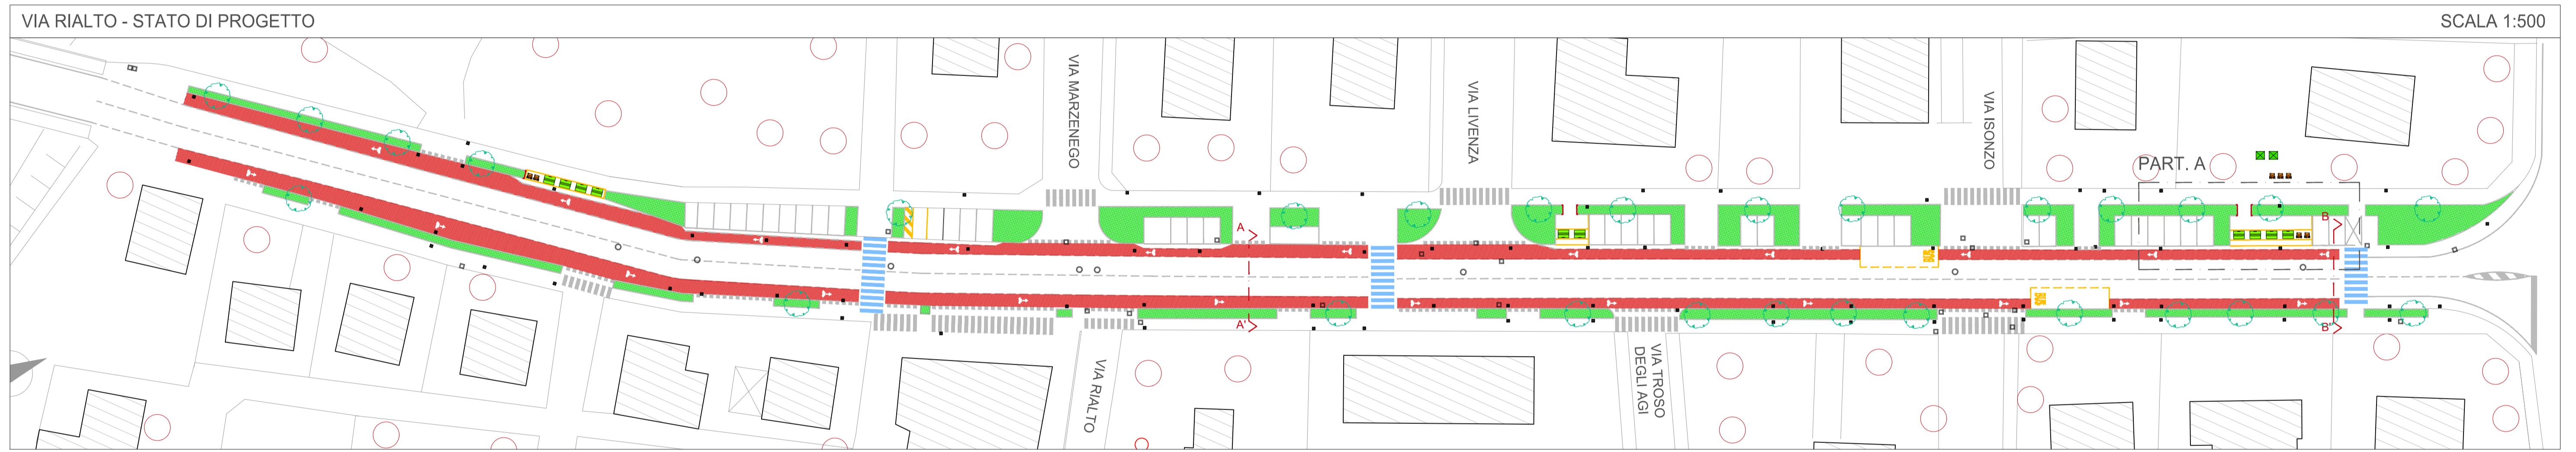 VIA RIALTO - STATO DI PROGETTO
SCALA 1:500
VIA MARZENEGO
VIA LIVENZA
VIA ISONZO
PART. A
A
A'
B
B'
VIA RIALTO
VIA TROSO
DEGLI AGI